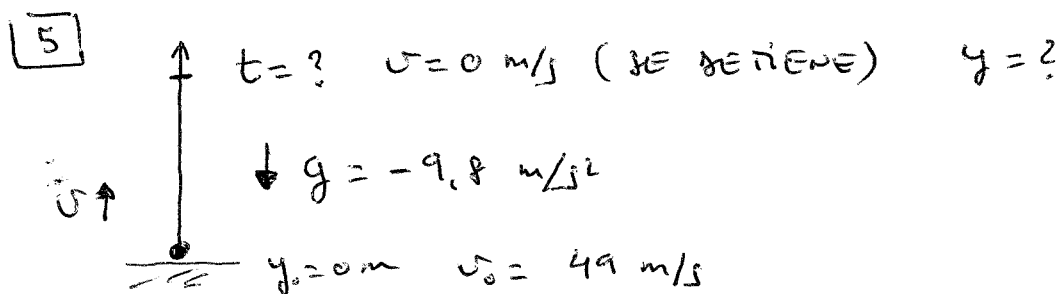 5
t = ? v = 0 m/s (SE DETIENE) y = ?
g = -9,8 m/s²
v
y₀ = 0 m v₀ = 49 m/s